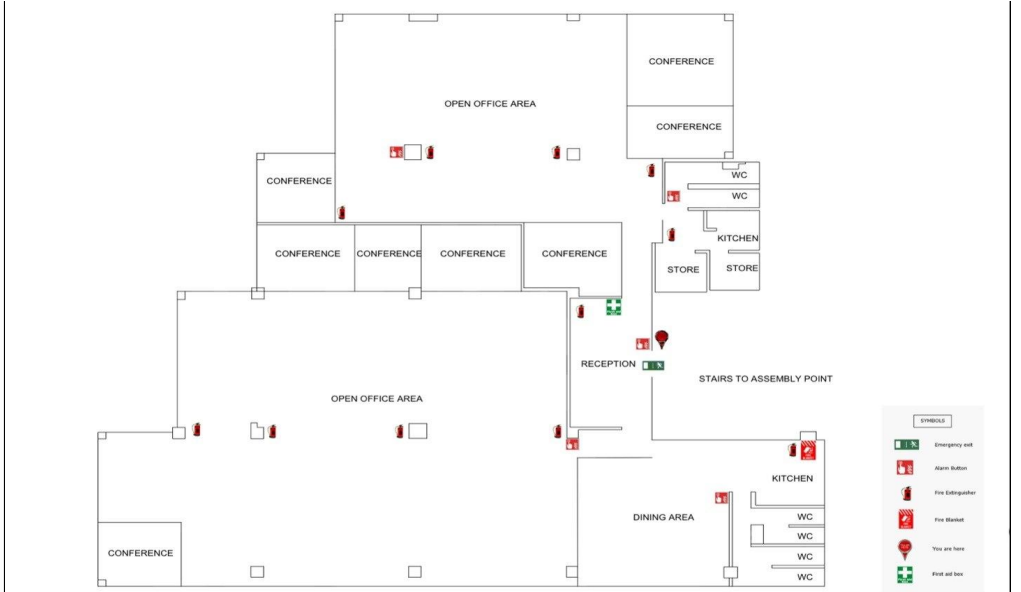 CONFERENCE
OPEN OFFICE AREA
CONFERENCE
WC
CONFERENCE
WC
KITCHEN
CONFERENCE
CONFERENCE
CONFERENCE
CONFERENCE
STORE
STORE
RECEPTION
STAIRS TO ASSEMBLY POINT
OPEN OFFICE AREA
SYMBOLS
Emergency exit
Alarm Button
Fire Extinguisher
Fire Blanket
You are here
First aid box
KITCHEN
DINING AREA
WC
WC
CONFERENCE
WC
WC